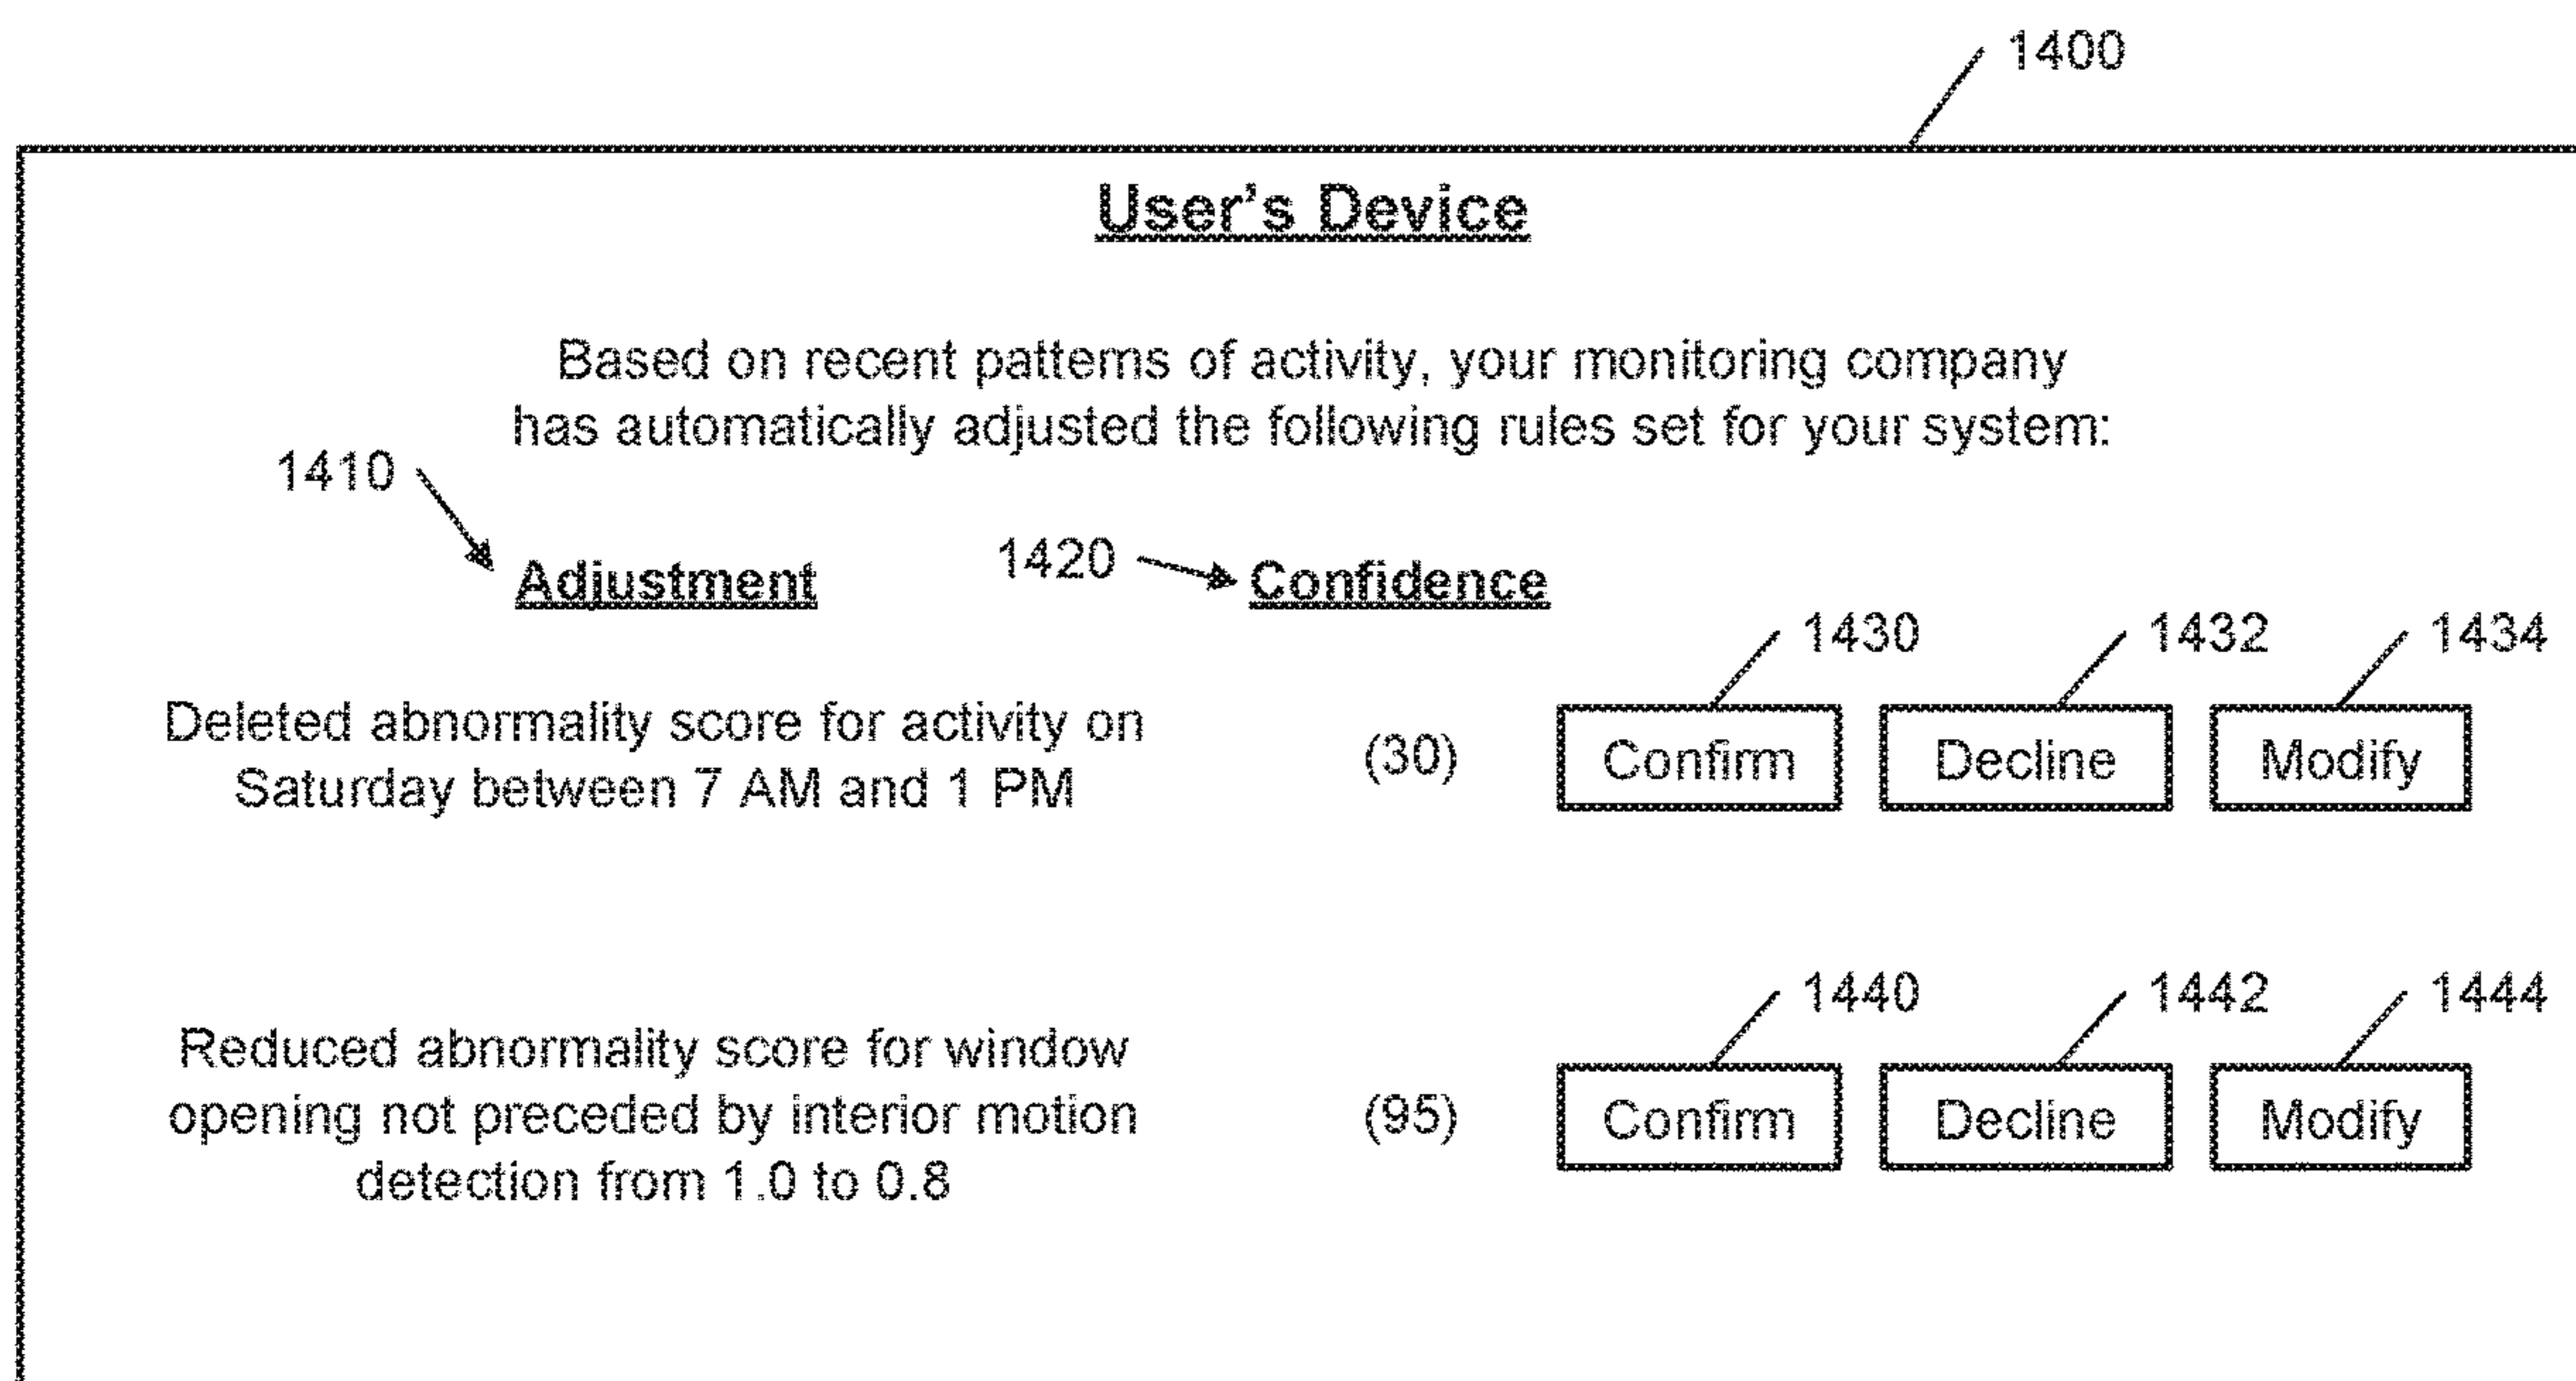 1400
User's Device
Based on recent patterns of activity, your monitoring company
has automatically adjusted the following rules set for your system:
1410
Adjustment
1420
Confidence
1430 1432 1434
Deleted abnormality score for activity on
Saturday between 7 AM and 1 PM
(30) Confirm Decline Modify
1440 1442 1444
Reduced abnormality score for window
opening not preceded by interior motion
detection from 1.0 to 0.8
(95) Confirm Decline Modify